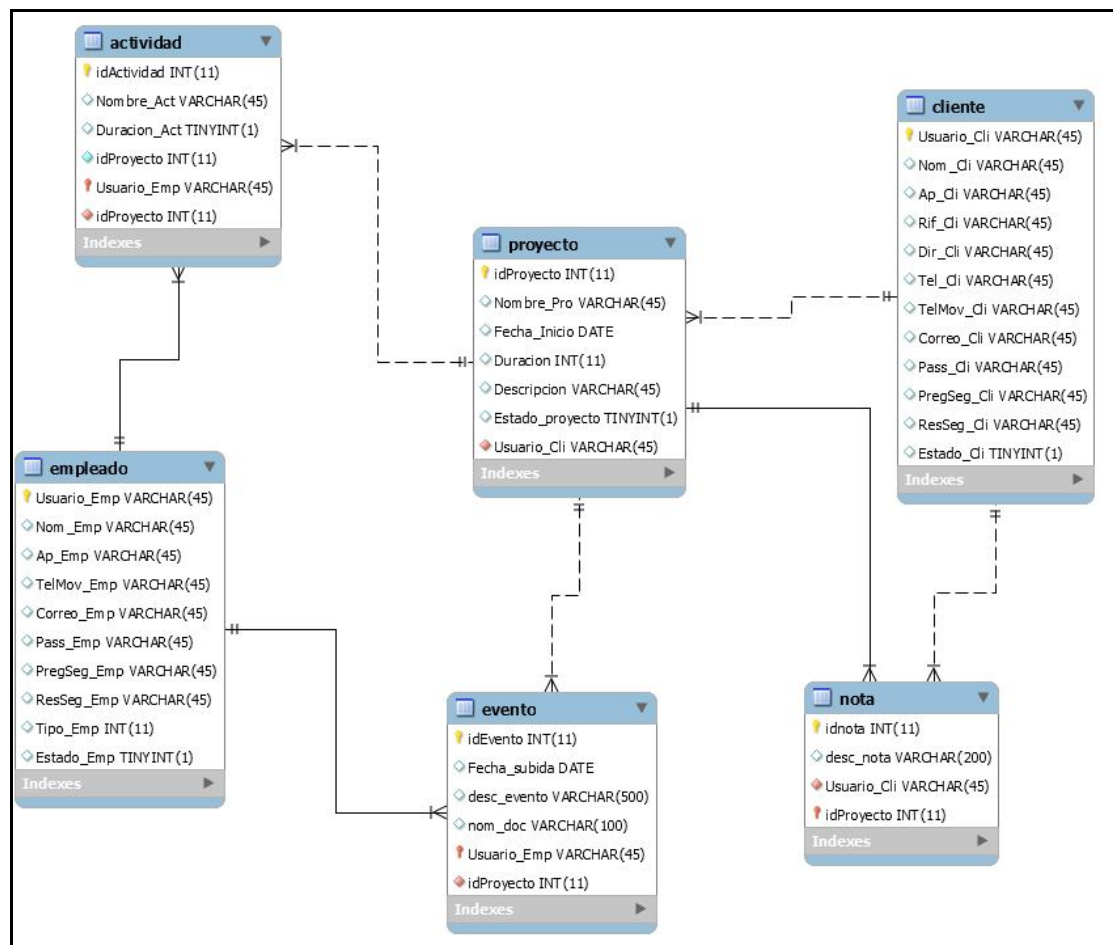 actividad
idActividad INT(11)
Nombre_Act VARCHAR(45)
Duracion_Act TINYINT(1)
idProyecto INT(11)
Usuario_Emp VARCHAR(45)
idProyecto INT(11)
Indexes
cliente
Usuario_Cli VARCHAR(45)
Nom_Cli VARCHAR(45)
Ap_Cli VARCHAR(45)
Rif_Cli VARCHAR(45)
Dir_Cli VARCHAR(45)
Tel_Cli VARCHAR(45)
TelMov_Cli VARCHAR(45)
Correo_Cli VARCHAR(45)
Pass_Cli VARCHAR(45)
PregSeg_Cli VARCHAR(45)
ResSeg_Cli VARCHAR(45)
Estado_Cli TINYINT(1)
Indexes
proyecto
idProyecto INT(11)
Nombre_Pro VARCHAR(45)
Fecha_Inicio DATE
Duracion INT(11)
Descripcion VARCHAR(45)
Estado_proyecto TINYINT(1)
Usuario_Cli VARCHAR(45)
Indexes
empleado
Usuario_Emp VARCHAR(45)
Nom_Emp VARCHAR(45)
Ap_Emp VARCHAR(45)
TelMov_Emp VARCHAR(45)
Correo_Emp VARCHAR(45)
Pass_Emp VARCHAR(45)
PregSeg_Emp VARCHAR(45)
ResSeg_Emp VARCHAR(45)
Tipo_Emp INT(11)
Estado_Emp TINYINT(1)
Indexes
evento
idEvento INT(11)
Fecha_subida DATE
desc_evento VARCHAR(500)
nom_doc VARCHAR(100)
Usuario_Emp VARCHAR(45)
idProyecto INT(11)
Indexes
nota
idnota INT(11)
desc_nota VARCHAR(200)
Usuario_Cli VARCHAR(45)
idProyecto INT(11)
Indexes